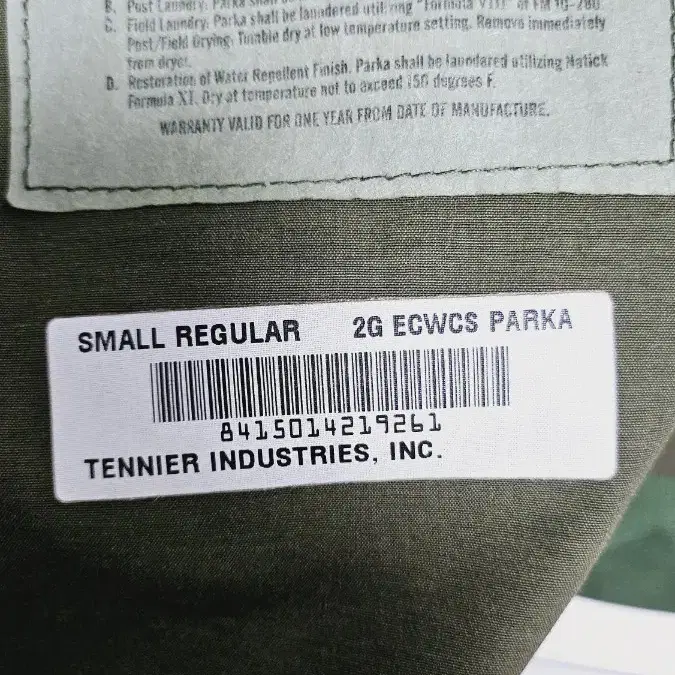 B. Post Laundry: Parka shall be laundered utilizing "Formula VIII" of FM 10-280.
C. Field Laundry: Parka shall be laundered at low temperature setting. Remove immediately
Post/Field Drying: Tumble dry at low temperature setting. Remove immediately
from dryer.
D. Restoration of Water Repellent Finish. Parka shall be laundered utilizing Natick
Formula XI. Dry at temperature not to exceed 150 degrees F.
WARRANTY VALID FOR ONE YEAR FROM DATE OF MANUFACTURE.
SMALL REGULAR 2G ECWCS PARKA
8415014219261
TENNIER INDUSTRIES, INC.